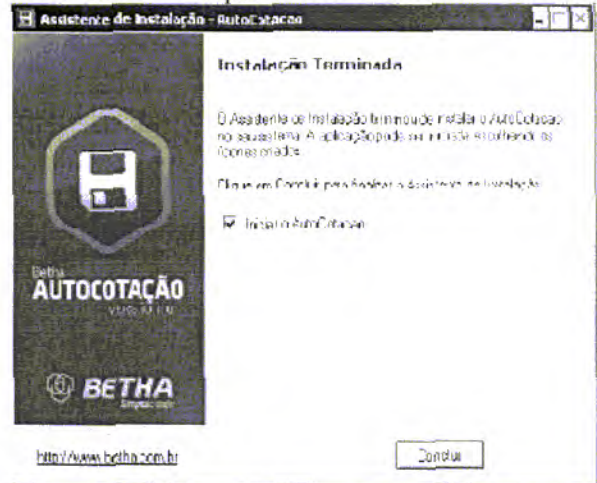 Assistente de Instalação - AutoCotacao
Instalação Terminada
O Assistente de Instalação terminou de instalar o AutoCotacao
no seu sistema. A aplicação pode ser iniciada escolhendo os
ícones criados.
Clique em Concluir para finalizar o Assistente de Instalação.
Iniciar o AutoCotacao
Betha
AUTOCOTAÇÃO
BETHA
http://www.betha.com.br
Concluir